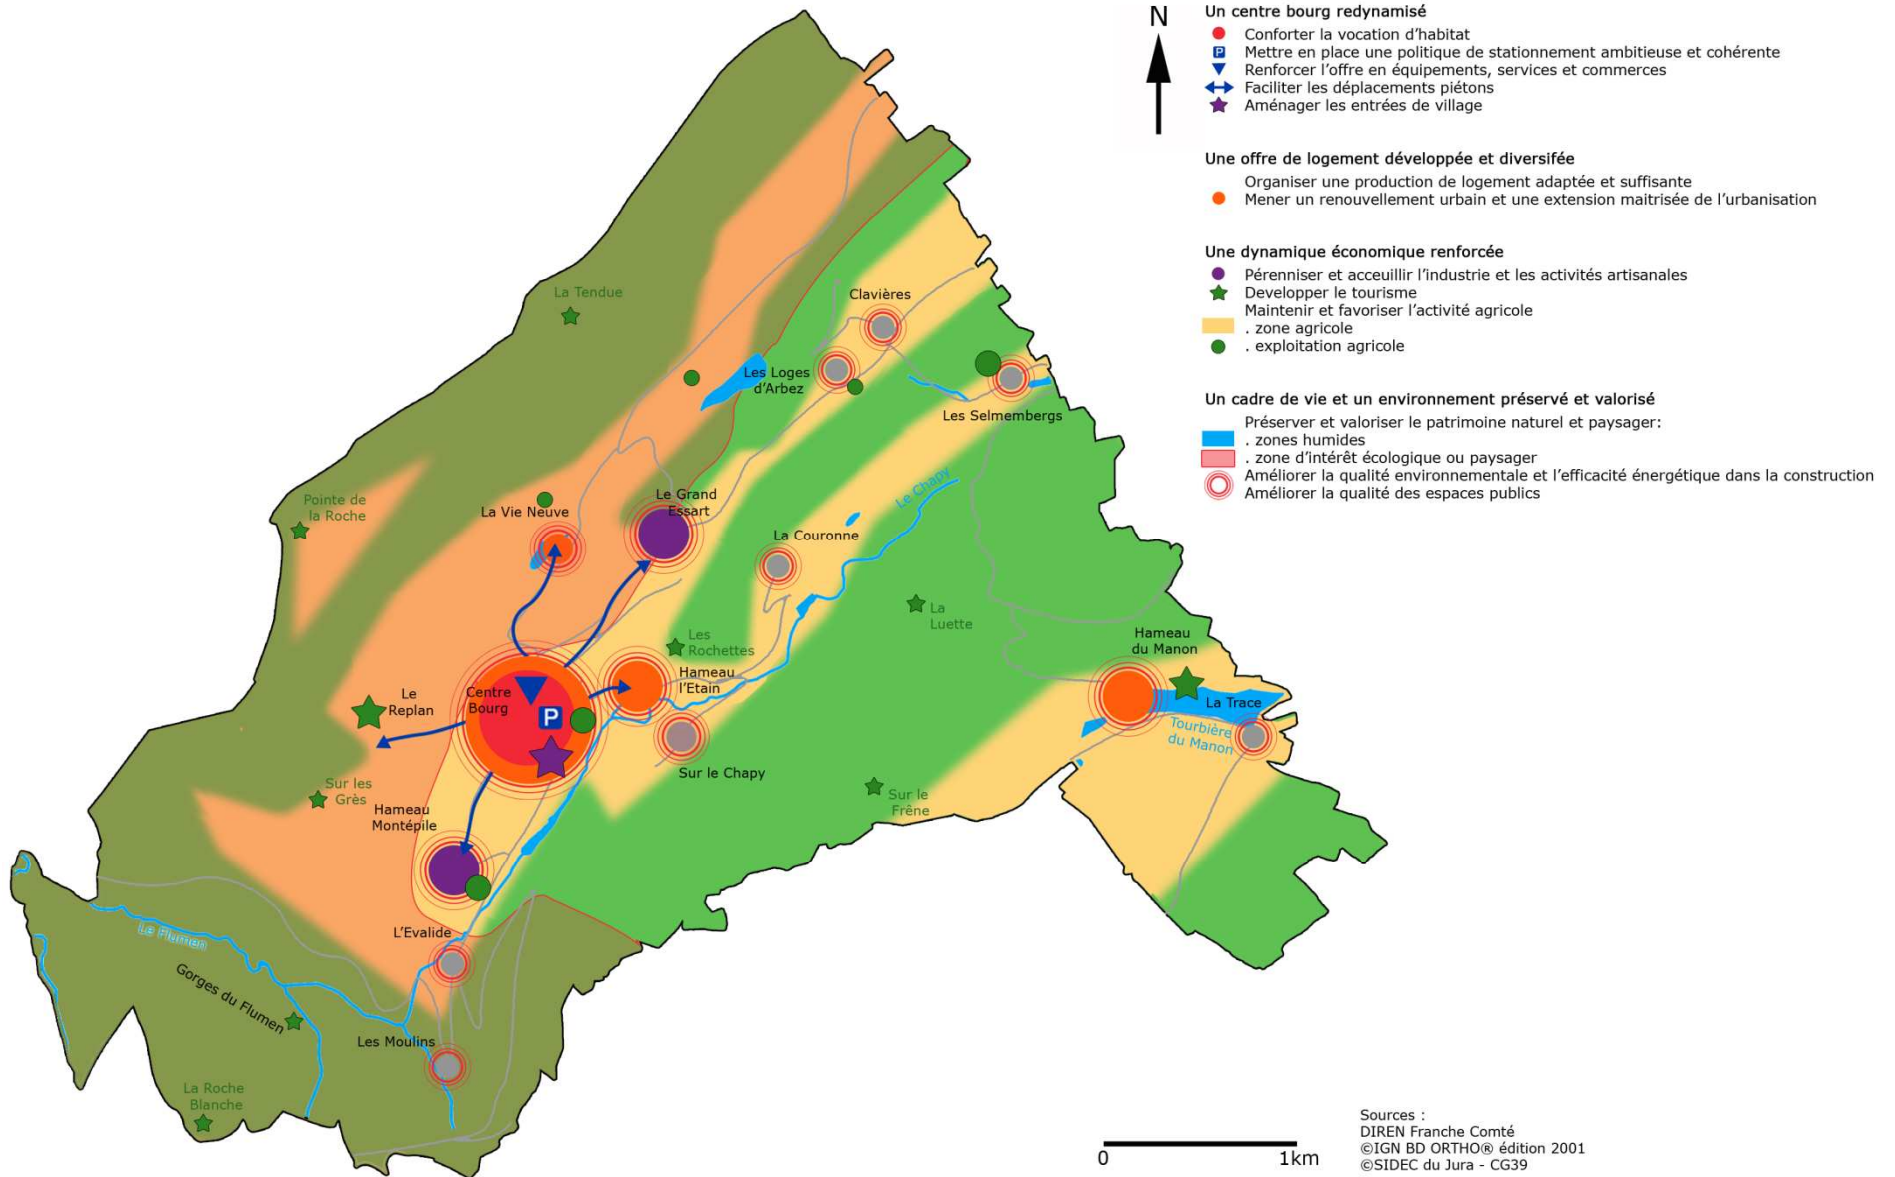 N
Un centre bourg redynamisé
Conforter la vocation d'habitat
P
Mettre en place une politique de stationnement ambitieuse et cohérente
Renforcer l'offre en équipements, services et commerces
Faciliter les déplacements piétons
Aménager les entrées de village
Une offre de logement développée et diversifée
Organiser une production de logement adaptée et suffisante
Mener un renouvellement urbain et une extension maitrisée de l'urbanisation
Une dynamique économique renforcée
Pérenniser et acceuillir l'industrie et les activités artisanales
Developper le tourisme
Maintenir et favoriser l'activité agricole
. zone agricole
. exploitation agricole
Un cadre de vie et un environnement préservé et valorisé
Préserver et valoriser le patrimoine naturel et paysager:
. zones humides
. zone d'intérêt écologique ou paysager
Améliorer la qualité environnementale et l'efficacité énergétique dans la construction
Améliorer la qualité des espaces publics
La Tendue
Clavières
Les Loges
d'Arbez
Les Selmembergs
Pointe de
la Roche
La Vie Neuve
Le Grand
Essart
Le Chapy
La Couronne
La
Luette
Les
Rochettes
Hameau
l'Etain
Hameau
du Manon
La Trace
Tourbière
du Manon
Le
Replan
Centre
Bourg
P
Sur le Chapy
Sur les
Grès
Hameau
Montépile
Sur le
Frêne
L'Evalide
Le Flumen
Gorges du Flumen
Les Moulins
La Roche
Blanche
0
1km
Sources :
DIREN Franche Comté
©IGN BD ORTHO® édition 2001
©SIDEC du Jura - CG39